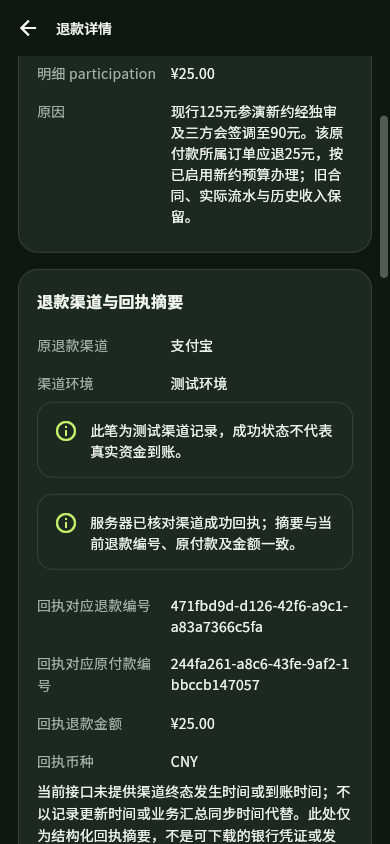 退款详情
明细 participation ¥25.00
原因 现行125元参演新约经独审
及三方会签调至90元。该原
付款所属订单应退25元，按
已启用新约预算办理；旧合
同、实际流水与历史收入保
留。
退款渠道与回执摘要
原退款渠道 支付宝
渠道环境 测试环境
此笔为测试渠道记录，成功状态不代表
真实资金到账。
服务器已核对渠道成功回执；摘要与当
前退款编号、原付款及金额一致。
回执对应退款编号 471fbd9d-d126-42f6-a9c1-
a83a7366c5fa
回执对应原付款编 244fa261-a8c6-43fe-9af2-1
号 bbccb147057
回执退款金额 ¥25.00
回执币种 CNY
当前接口未提供渠道终态发生时间或到账时间；不
以记录更新时间或业务汇总同步时间代替。此处仅
为结构化回执摘要，不是可下载的银行凭证或发